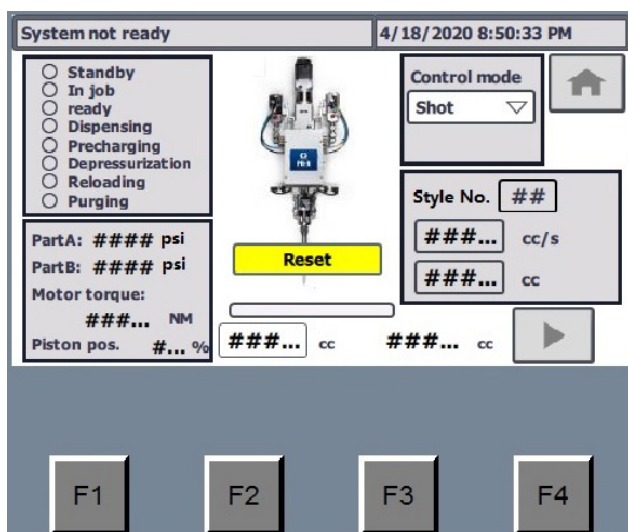 System not ready
4/18/2020 8:50:33 PM
Standby
In job
ready
Dispensing
Precharging
Depressurization
Reloading
Purging
Control mode
Shot
Style No. ##
###... cc/s
###... cc
PartA: #### psi
PartB: #### psi
Motor torque:
###... NM
Piston pos. #... %
Reset
###... cc
###... cc
F1
F2
F3
F4